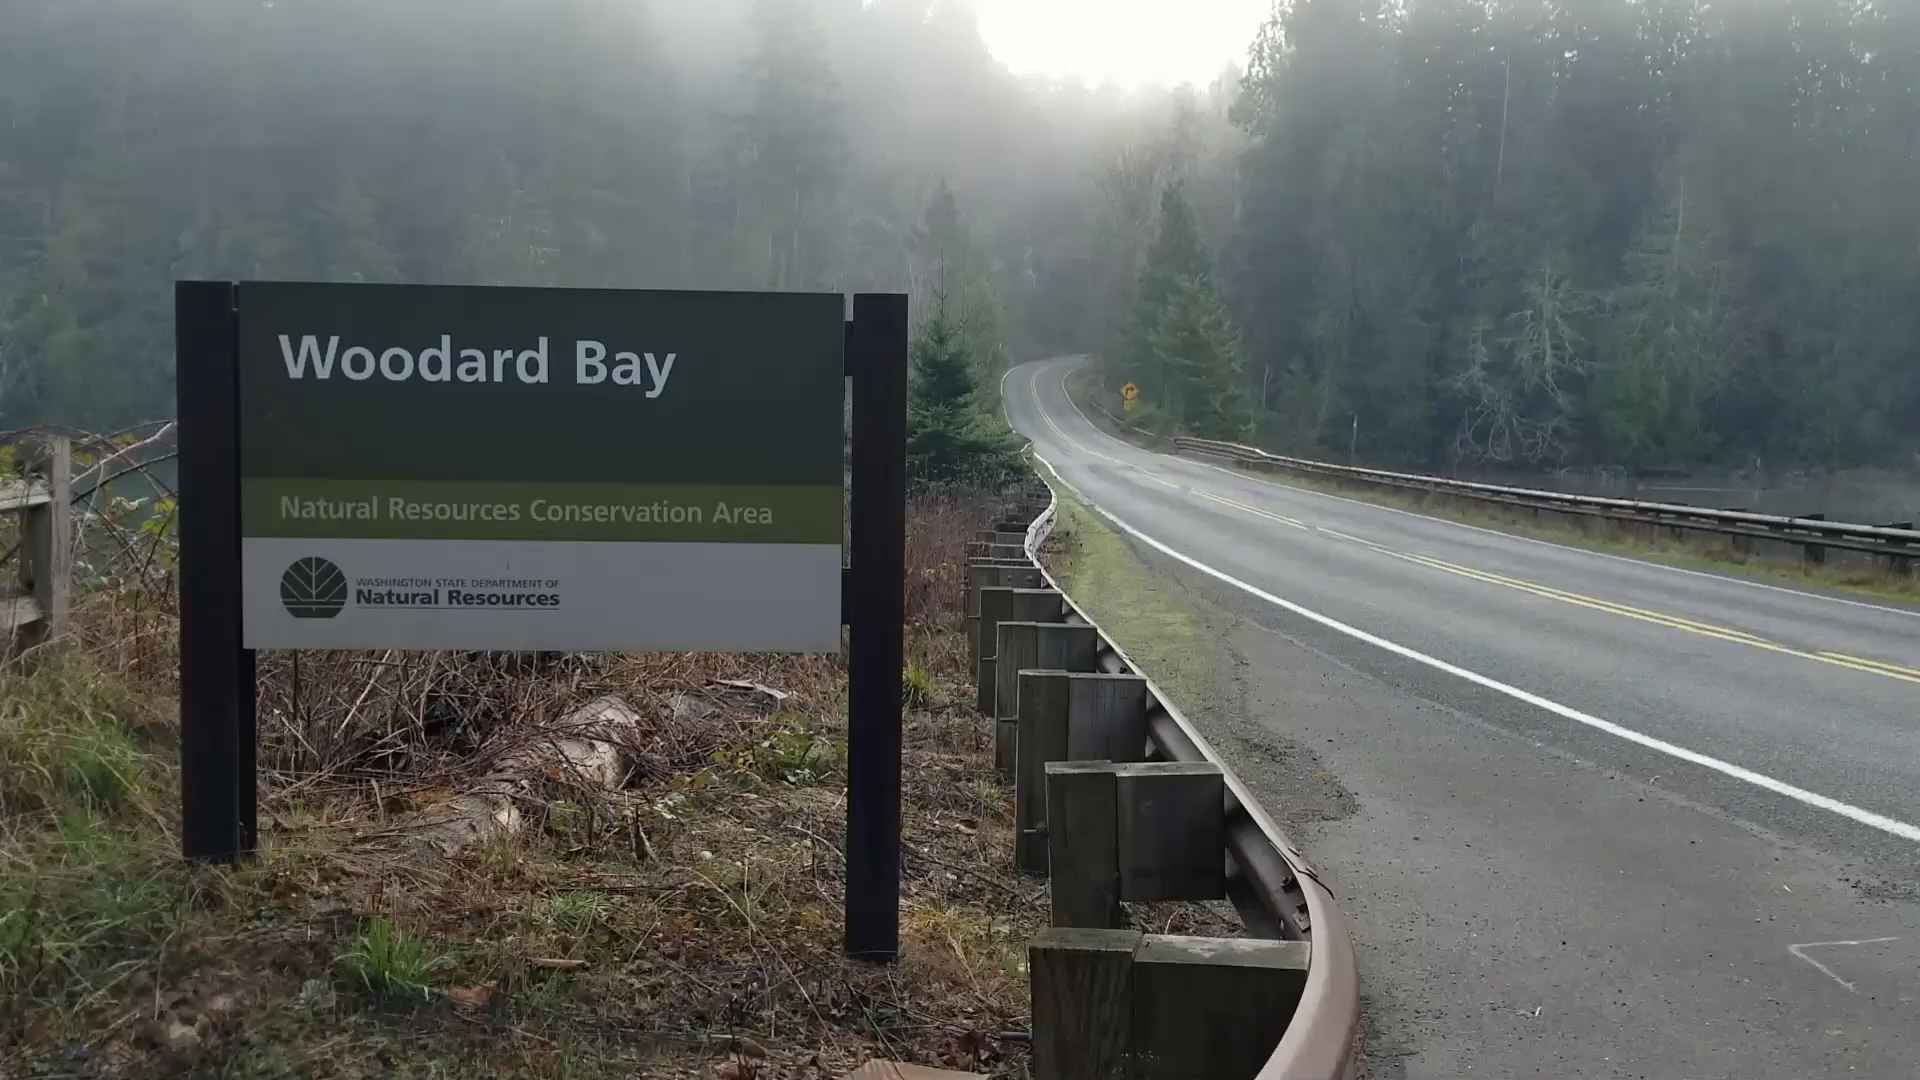 Woodard Bay
Natural Resources Conservation Area
WASHINGTON STATE DEPARTMENT OF
Natural Resources